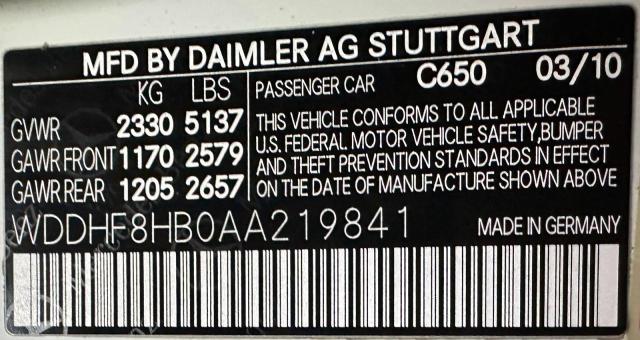 MFD BY DAIMLER AG STUTTGART
KG LBS PASSENGER CAR C650 03/10
GVWR 2330 5137
GAWR FRONT 1170 2579
GAWR REAR 1205 2657
THIS VEHICLE CONFORMS TO ALL APPLICABLE
U.S. FEDERAL MOTOR VEHICLE SAFETY, BUMPER
AND THEFT PREVENTION STANDARDS IN EFFECT
ON THE DATE OF MANUFACTURE SHOWN ABOVE
WDDHF8HB0AA219841 MADE IN GERMANY